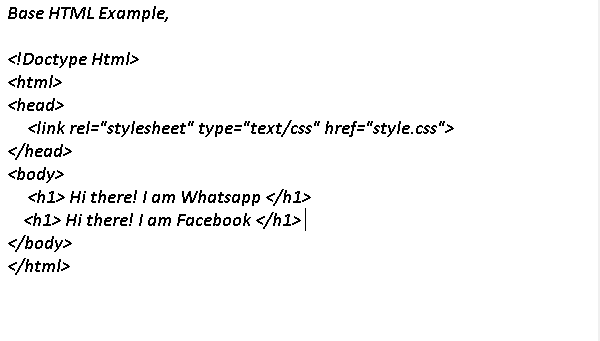 Base HTML Example,
<!Doctype Html>
<html>
<head>
<link rel="stylesheet" type="text/css" href="style.css">
</head>
<body>
<h1> Hi there! I am Whatsapp </h1>
<h1> Hi there! I am Facebook </h1>
</body>
</html>